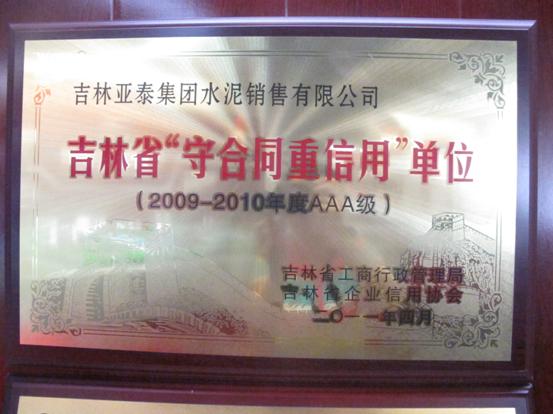 吉林亚泰集团水泥销售有限公司
吉林省“守合同重信用”单位
（2009-2010年度AAA级）
吉林省工商行政管理局
吉林省企业信用协会
二〇一一年四月